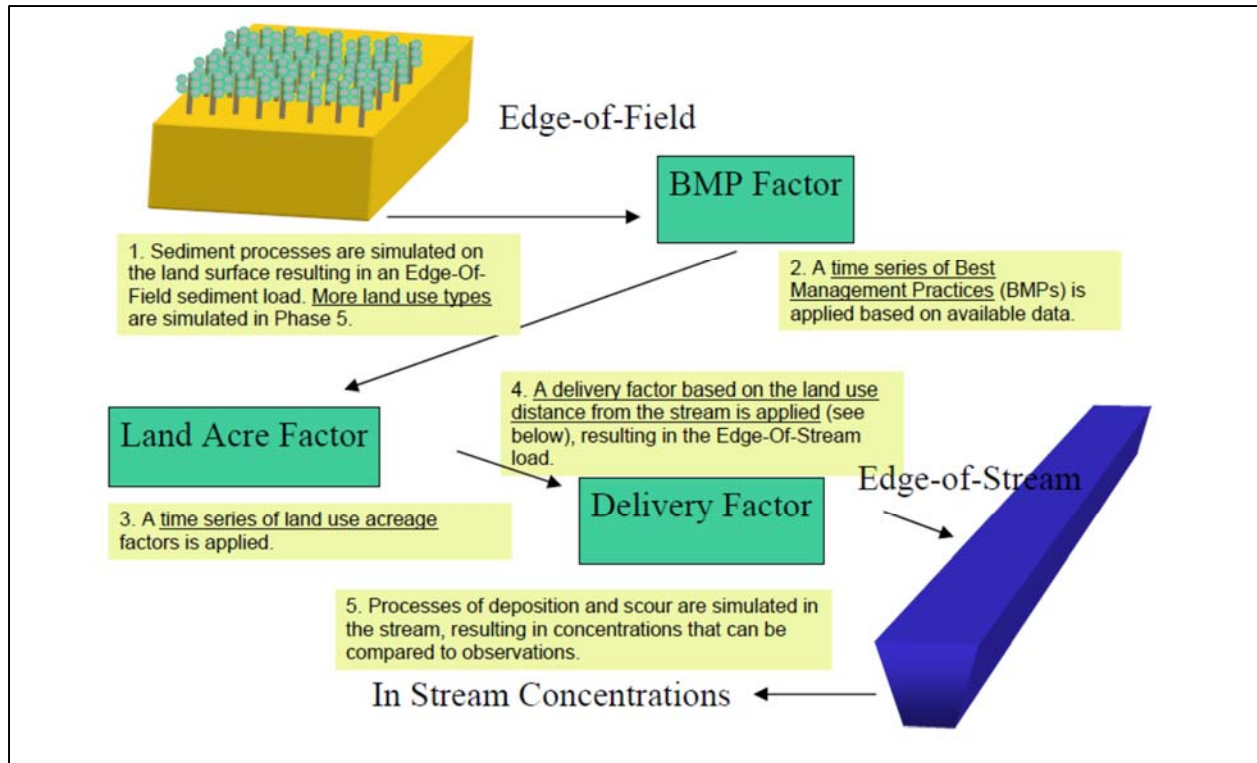 Edge-of-Field
BMP Factor
1. Sediment processes are simulated on
the land surface resulting in an Edge-Of-
Field sediment load. More land use types
are simulated in Phase 5.
2. A time series of Best
Management Practices (BMPs) is
applied based on available data.
Land Acre Factor
3. A time series of land use acreage
factors is applied.
4. A delivery factor based on the land use
distance from the stream is applied (see
below), resulting in the Edge-Of-Stream
load.
Delivery Factor
Edge-of-Stream
5. Processes of deposition and scour are simulated in
the stream, resulting in concentrations that can be
compared to observations.
In Stream Concentrations